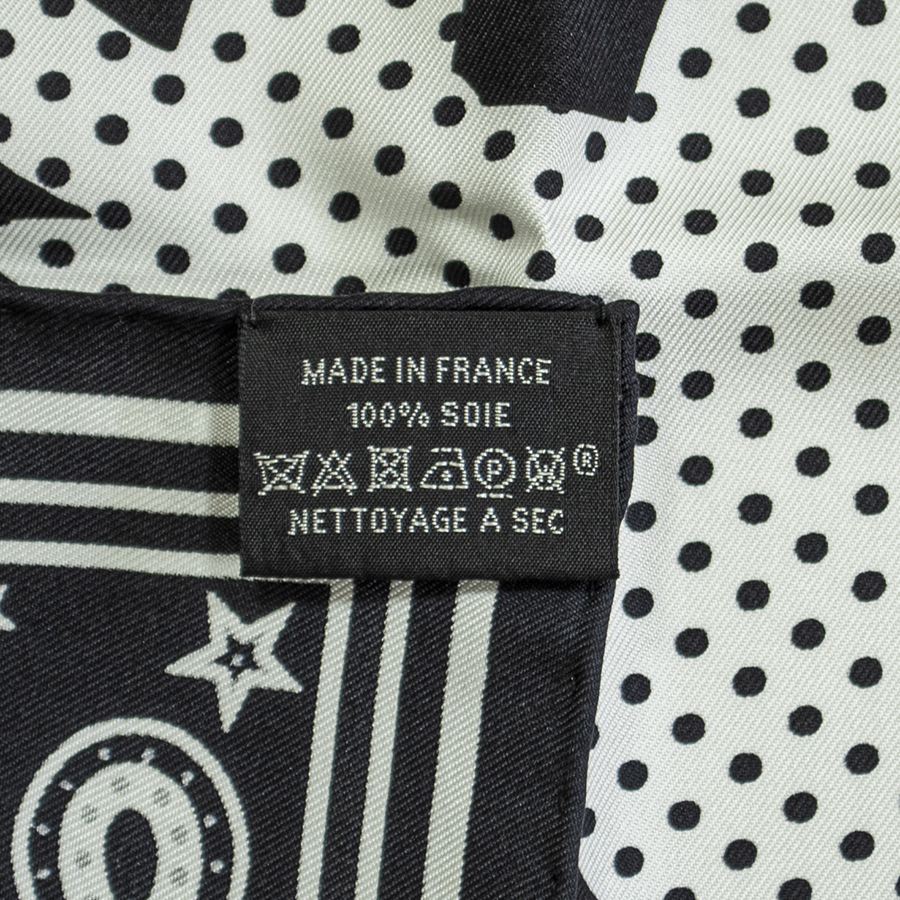 MADE IN FRANCE
100% SOIE
P ®
NETTOYAGE A SEC